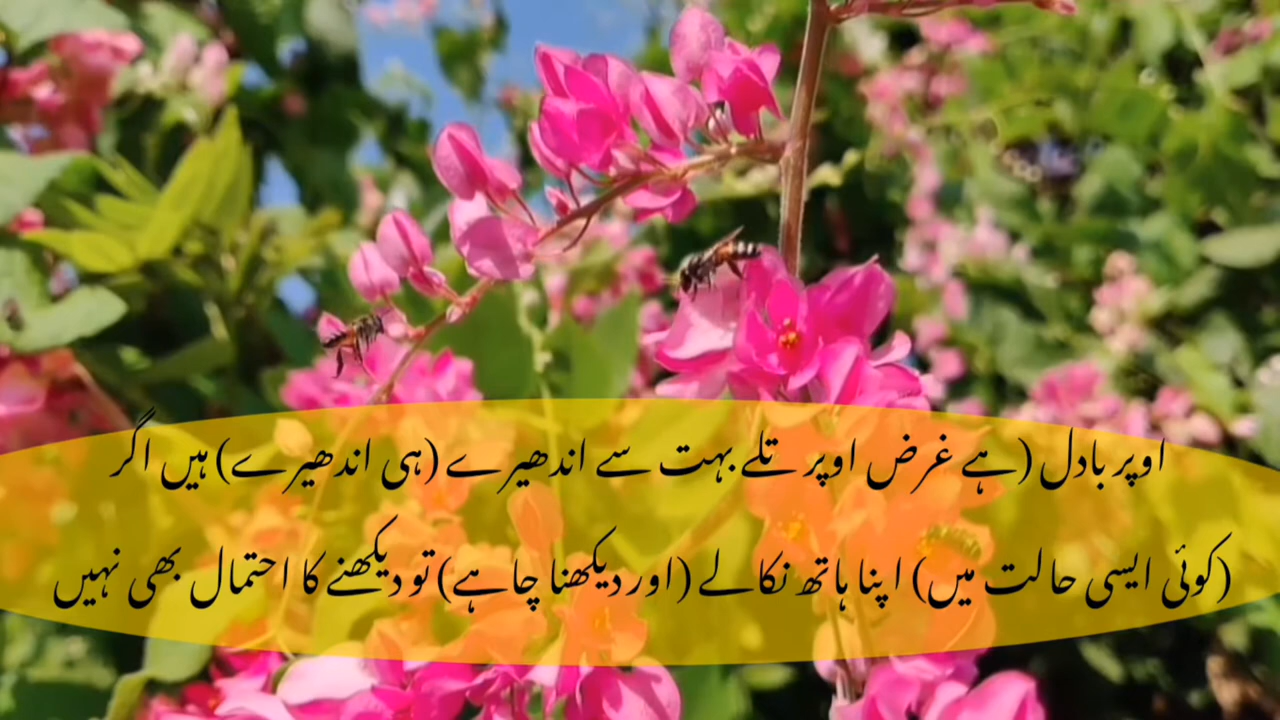 اوپر بادل (ہے غرض اوپر تلے بہت سے اندھیرے (ہی اندھیرے) ہیں اگر
(کوئی ایسی حالت میں) اپنا ہاتھ نکالے (اور دیکھنا چاہے) تو دیکھنے کا احتمال بھی نہیں